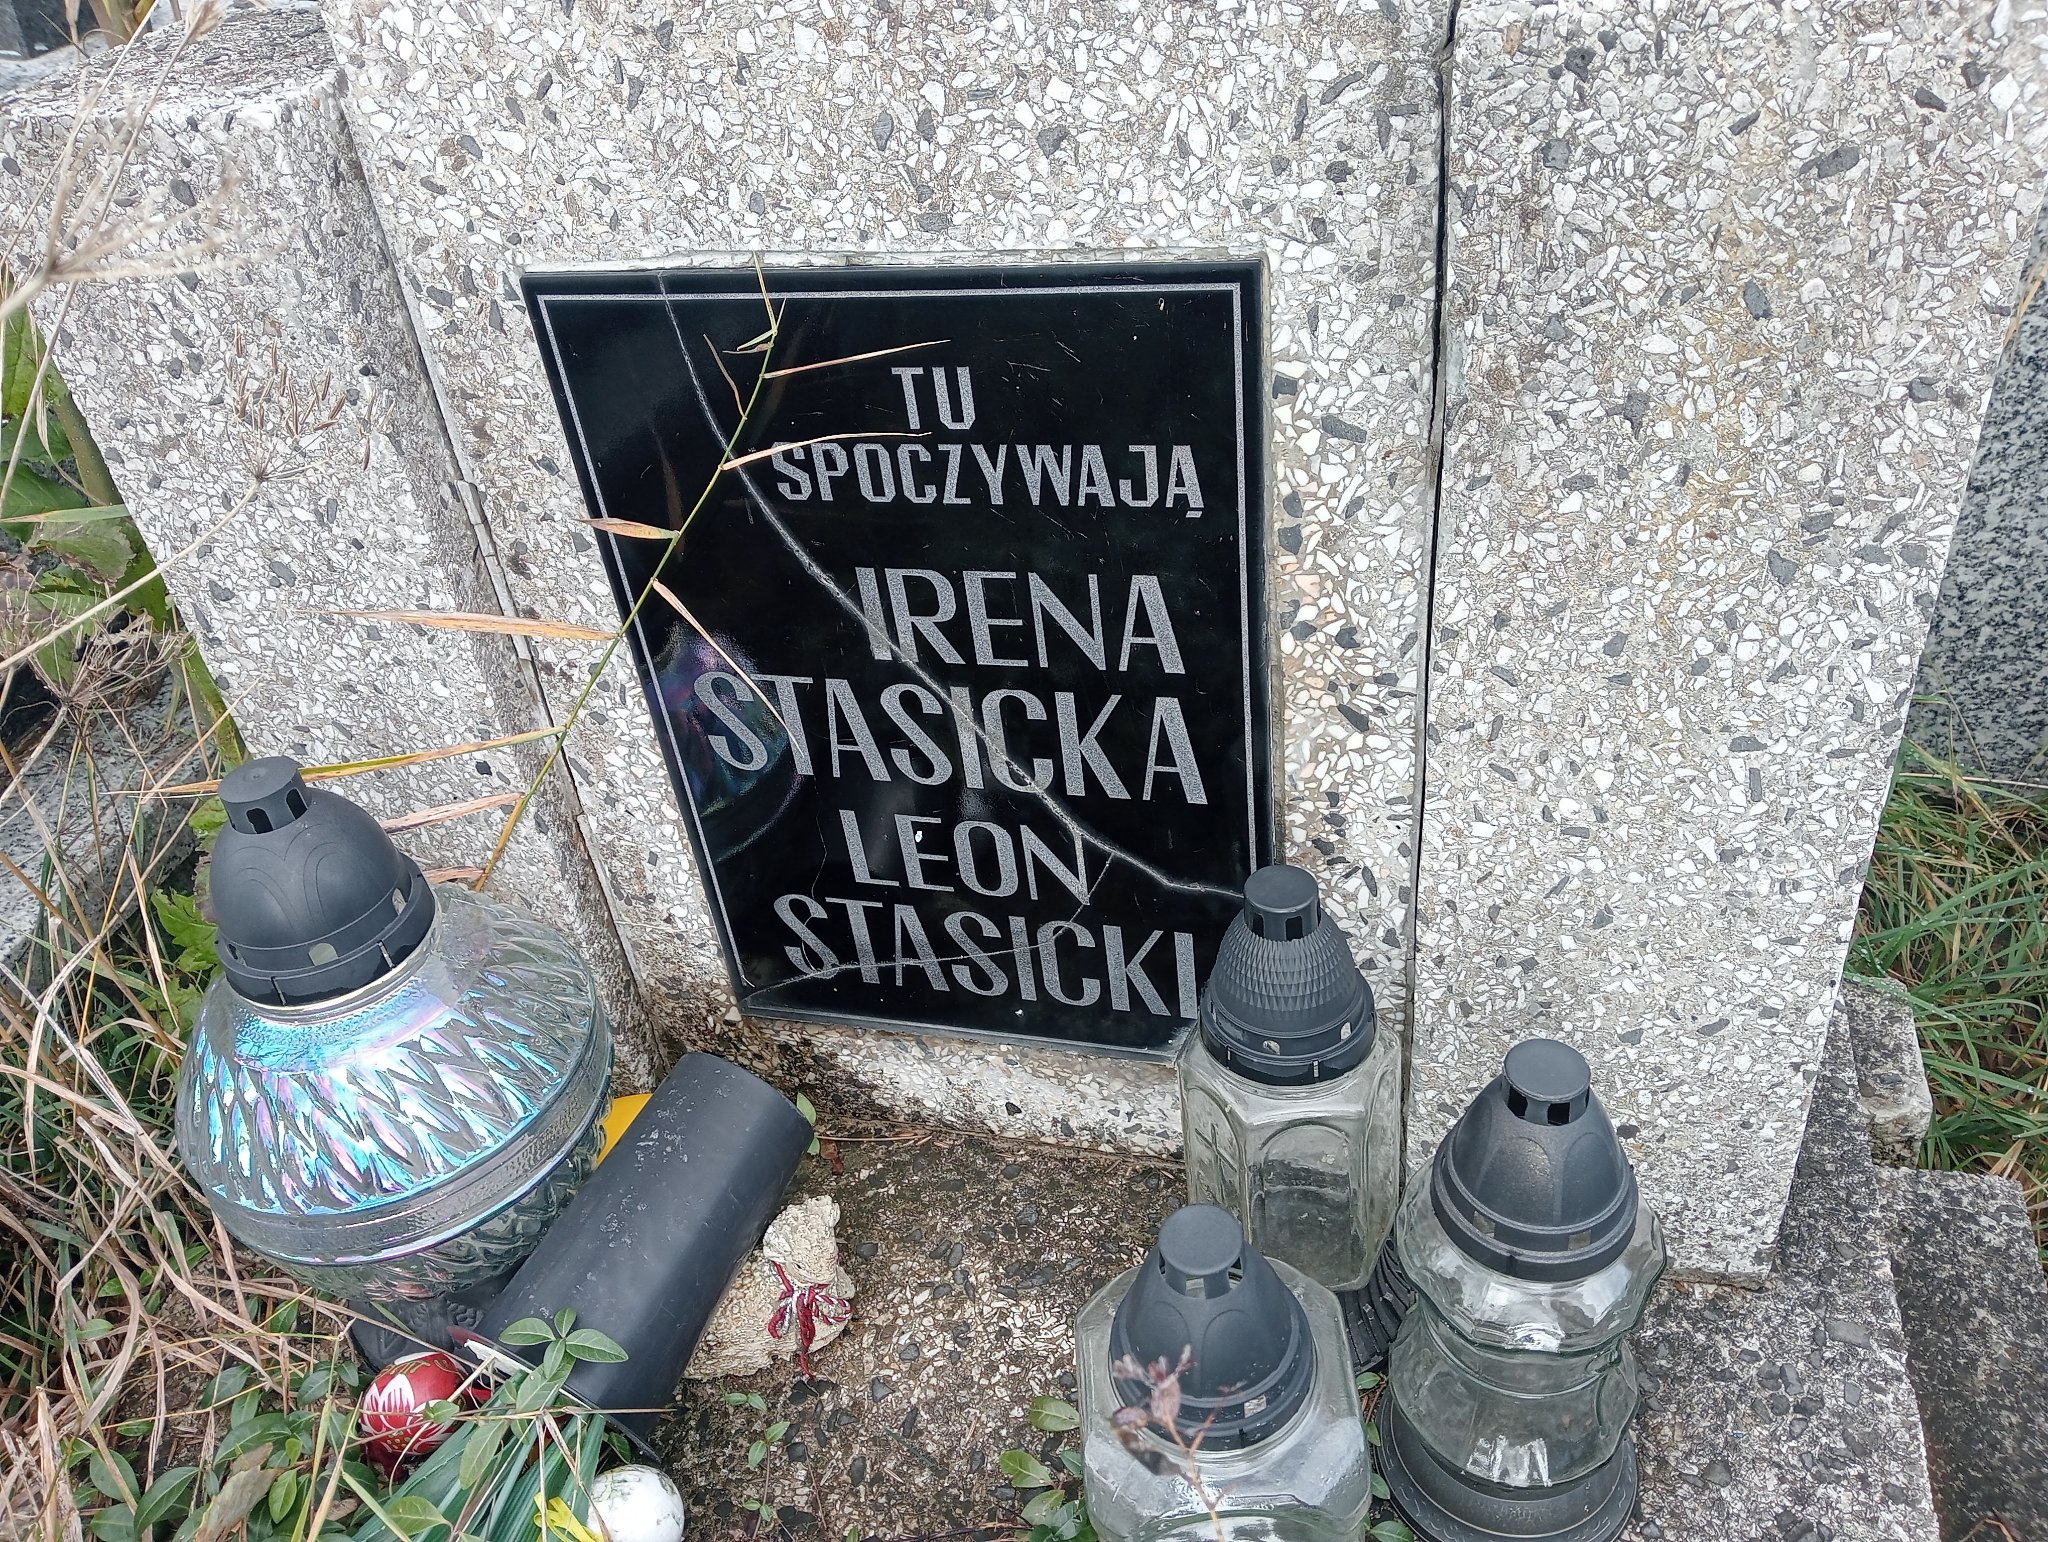 TU
SPOCZYWAJĄ
IRENA
STASICKA
LEON
STASICKI